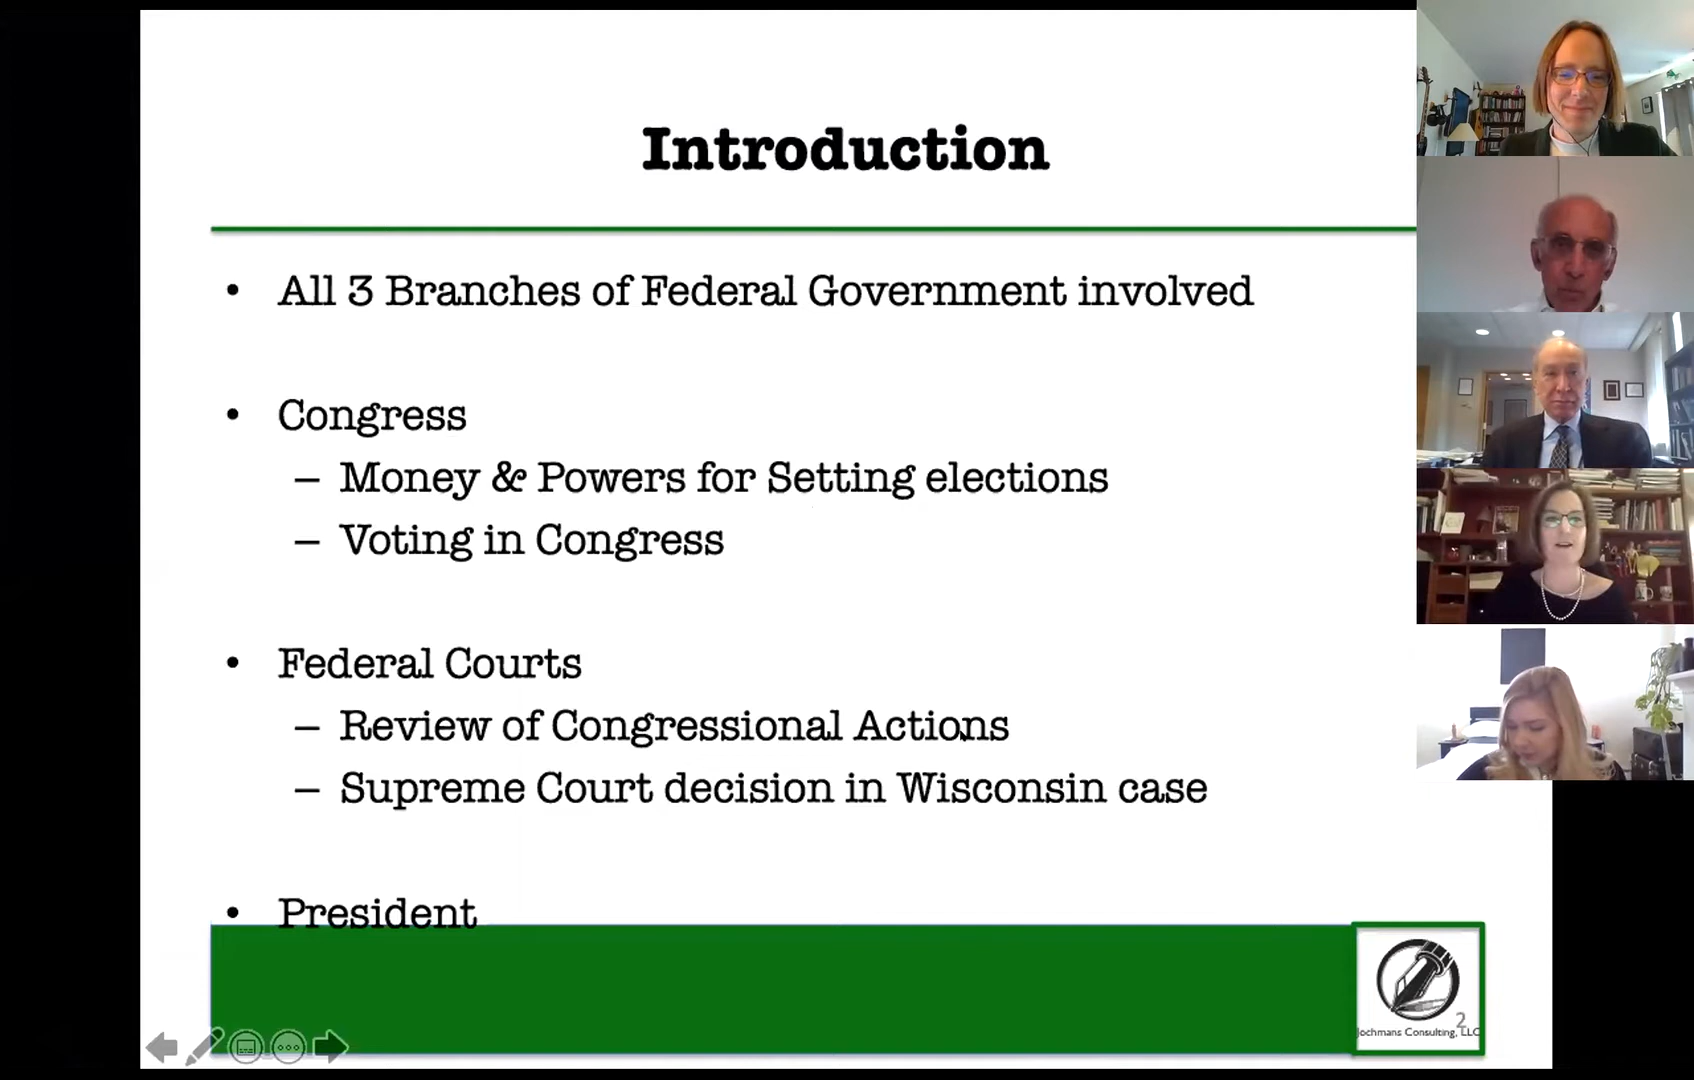 Introduction
• All 3 Branches of Federal Government involved
• Congress
– Money & Powers for Setting elections
– Voting in Congress
• Federal Courts
– Review of Congressional Actions
– Supreme Court decision in Wisconsin case
• President
2
Jochmans Consulting, LLC